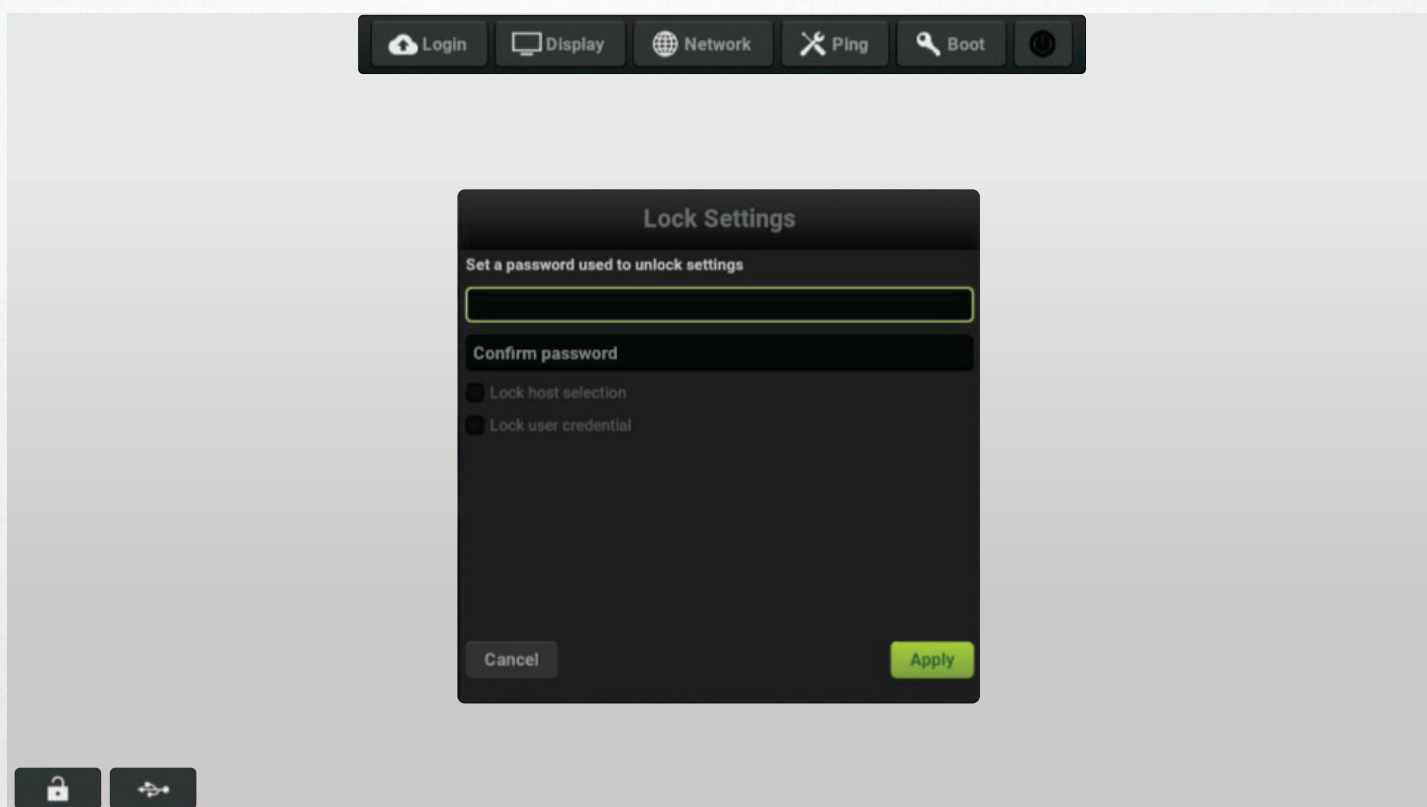 Login
Display
Network
Ping
Boot
Lock Settings
Set a password used to unlock settings
Confirm password
Lock host selection
Lock user credential
Cancel
Apply